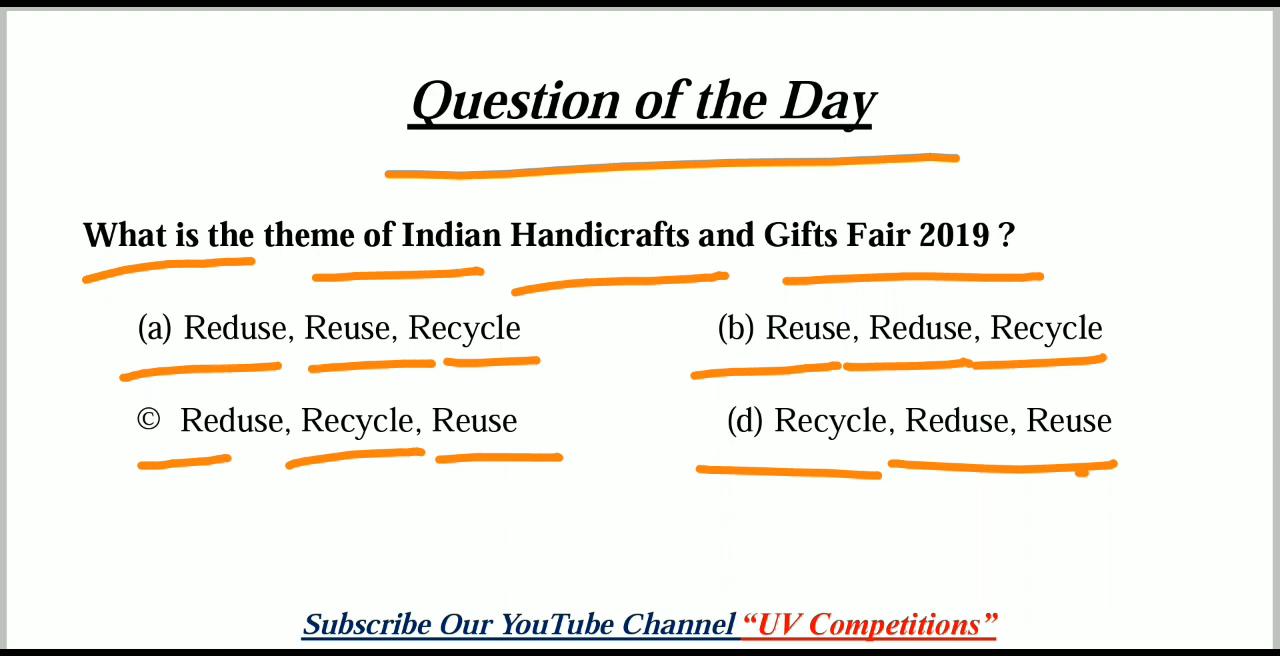 Question of the Day
What is the theme of Indian Handicrafts and Gifts Fair 2019 ?
(a) Reduse, Reuse, Recycle (b) Reuse, Reduse, Recycle
© Reduse, Recycle, Reuse (d) Recycle, Reduse, Reuse
Subscribe Our YouTube Channel “UV Competitions”